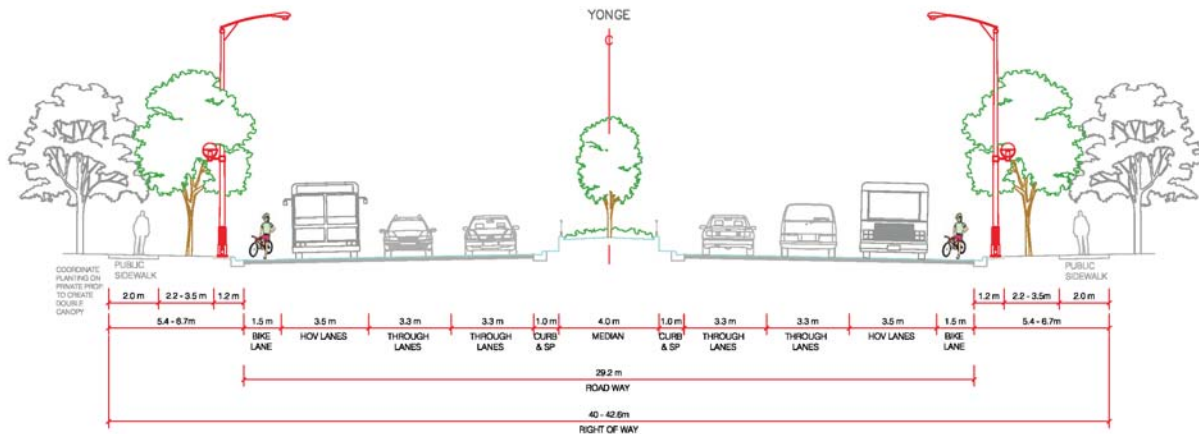 YONGE
C
COORDINATE
PLANTING ON
PRIVATE PROP.
TO CREATE
DOUBLE
CANOPY
PUBLIC
SIDEWALK
PUBLIC
SIDEWALK
2.0 m 2.2 - 3.5 m 1.2 m 1.2 m 2.2 - 3.5m 2.0 m
5.4 - 6.7m 1.5 m 3.5 m 3.3 m 3.3 m 1.0 m 4.0 m 1.0 m 3.3 m 3.3 m 3.5 m 1.5 m 5.4 - 6.7m
BIKE
LANE
HOV LANES
THROUGH
LANES
THROUGH
LANES
CURB
& SP
MEDIAN
CURB
& SP
THROUGH
LANES
THROUGH
LANES
HOV LANES
BIKE
LANE
29.2 m
ROAD WAY
40 - 42.6m
RIGHT OF WAY